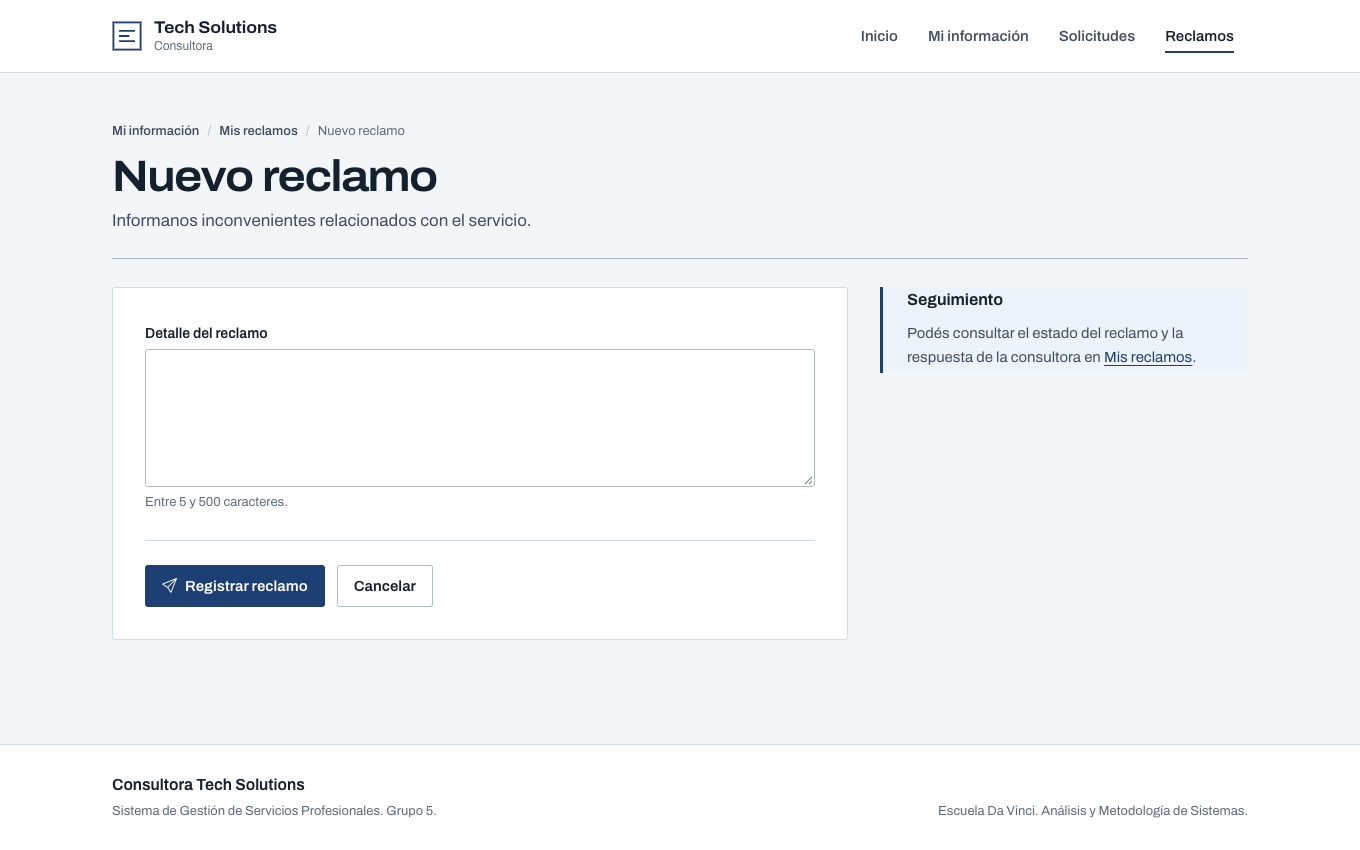 Tech Solutions
Consultora
Inicio
Mi información
Solicitudes
Reclamos
Mi información / Mis reclamos / Nuevo reclamo
Nuevo reclamo
Informanos inconvenientes relacionados con el servicio.
Detalle del reclamo
Entre 5 y 500 caracteres.
Registrar reclamo
Cancelar
Seguimiento
Podés consultar el estado del reclamo y la
respuesta de la consultora en Mis reclamos.
Consultora Tech Solutions
Sistema de Gestión de Servicios Profesionales. Grupo 5.
Escuela Da Vinci. Análisis y Metodología de Sistemas.